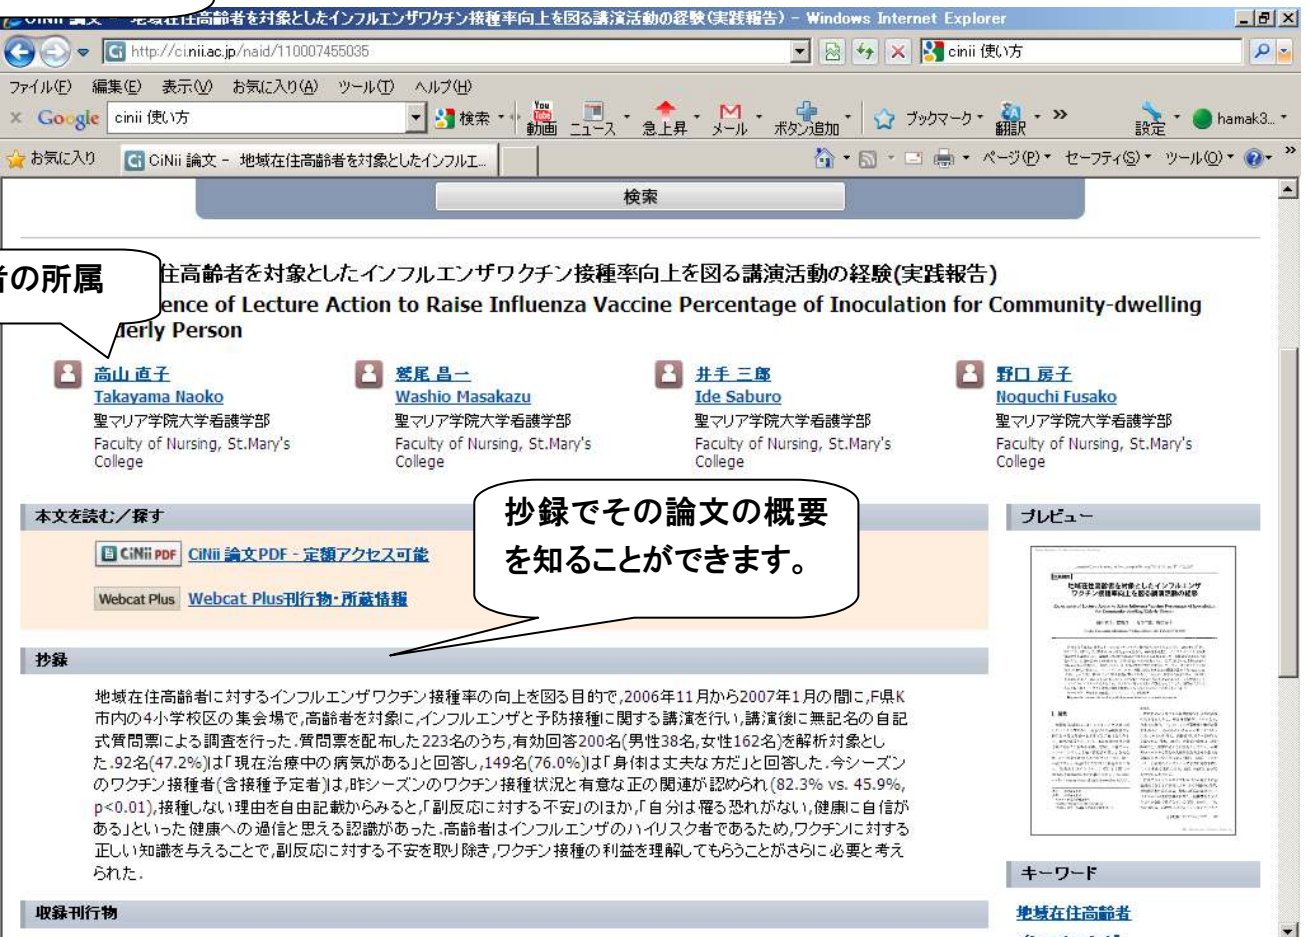 CiNii 論文 - 地域在住高齢者を対象としたインフルエンザワクチン接種率向上を図る講演活動の経験(実践報告) - Windows Internet Explorer
http://ci.nii.ac.jp/naid/110007455035
cinii 使い方
ファイル(F) 編集(E) 表示(V) お気に入り(A) ツール(T) ヘルプ(H)
× Google cinii 使い方 検索 You Tube 動画 ニュース 急上昇 メール ボタン追加 ブックマーク 翻訳 » 設定 hamak3...
お気に入り CiNii 論文 - 地域在住高齢者を対象としたインフルエ... ページ(P) セーフティ(S) ツール(O) »
検索
者の所属
住高齢者を対象としたインフルエンザワクチン接種率向上を図る講演活動の経験(実践報告)
ence of Lecture Action to Raise Influenza Vaccine Percentage of Inoculation for Community-dwelling
derly Person
高山 直子
Takayama Naoko
聖マリア学院大学看護学部
Faculty of Nursing, St.Mary's
College
鷲尾 昌一
Washio Masakazu
聖マリア学院大学看護学部
Faculty of Nursing, St.Mary's
College
井手 三郎
Ide Saburo
聖マリア学院大学看護学部
Faculty of Nursing, St.Mary's
College
野口 房子
Noguchi Fusako
聖マリア学院大学看護学部
Faculty of Nursing, St.Mary's
College
抄録でその論文の概要
を知ることができます。
本文を読む/探す
CiNii PDF CiNii 論文PDF - 定額アクセス可能
Webcat Plus Webcat Plus刊行物・所蔵情報
プレビュー
地域在住高齢者を対象としたインフルエンザ
ワクチン接種率向上を図る講演活動の経験
抄録
地域在住高齢者に対するインフルエンザワクチン接種率の向上を図る目的で,2006年11月から2007年1月の間に,F県K
市内の4小学校区の集会場で,高齢者を対象に,インフルエンザと予防接種に関する講演を行い,講演後に無記名の自記
式質問票による調査を行った.質問票を配布した223名のうち,有効回答200名(男性38名,女性162名)を解析対象とし
た.92名(47.2%)は「現在治療中の病気がある」と回答し,149名(76.0%)は「身体は丈夫な方だ」と回答した.今シーズン
のワクチン接種者(含接種予定者)は,昨シーズンのワクチン接種状況と有意な正の関連が認められ(82.3% vs. 45.9%,
p<0.01),接種しない理由を自由記載からみると,「副反応に対する不安」のほか,「自分は罹る恐れがない,健康に自信が
ある」といった健康への過信と思える認識があった.高齢者はインフルエンザのハイリスク者であるため,ワクチンに対する
正しい知識を与えることで,副反応に対する不安を取り除き,ワクチン接種の利益を理解してもらうことがさらに必要と考え
られた.
キーワード
地域在住高齢者
収録刊行物